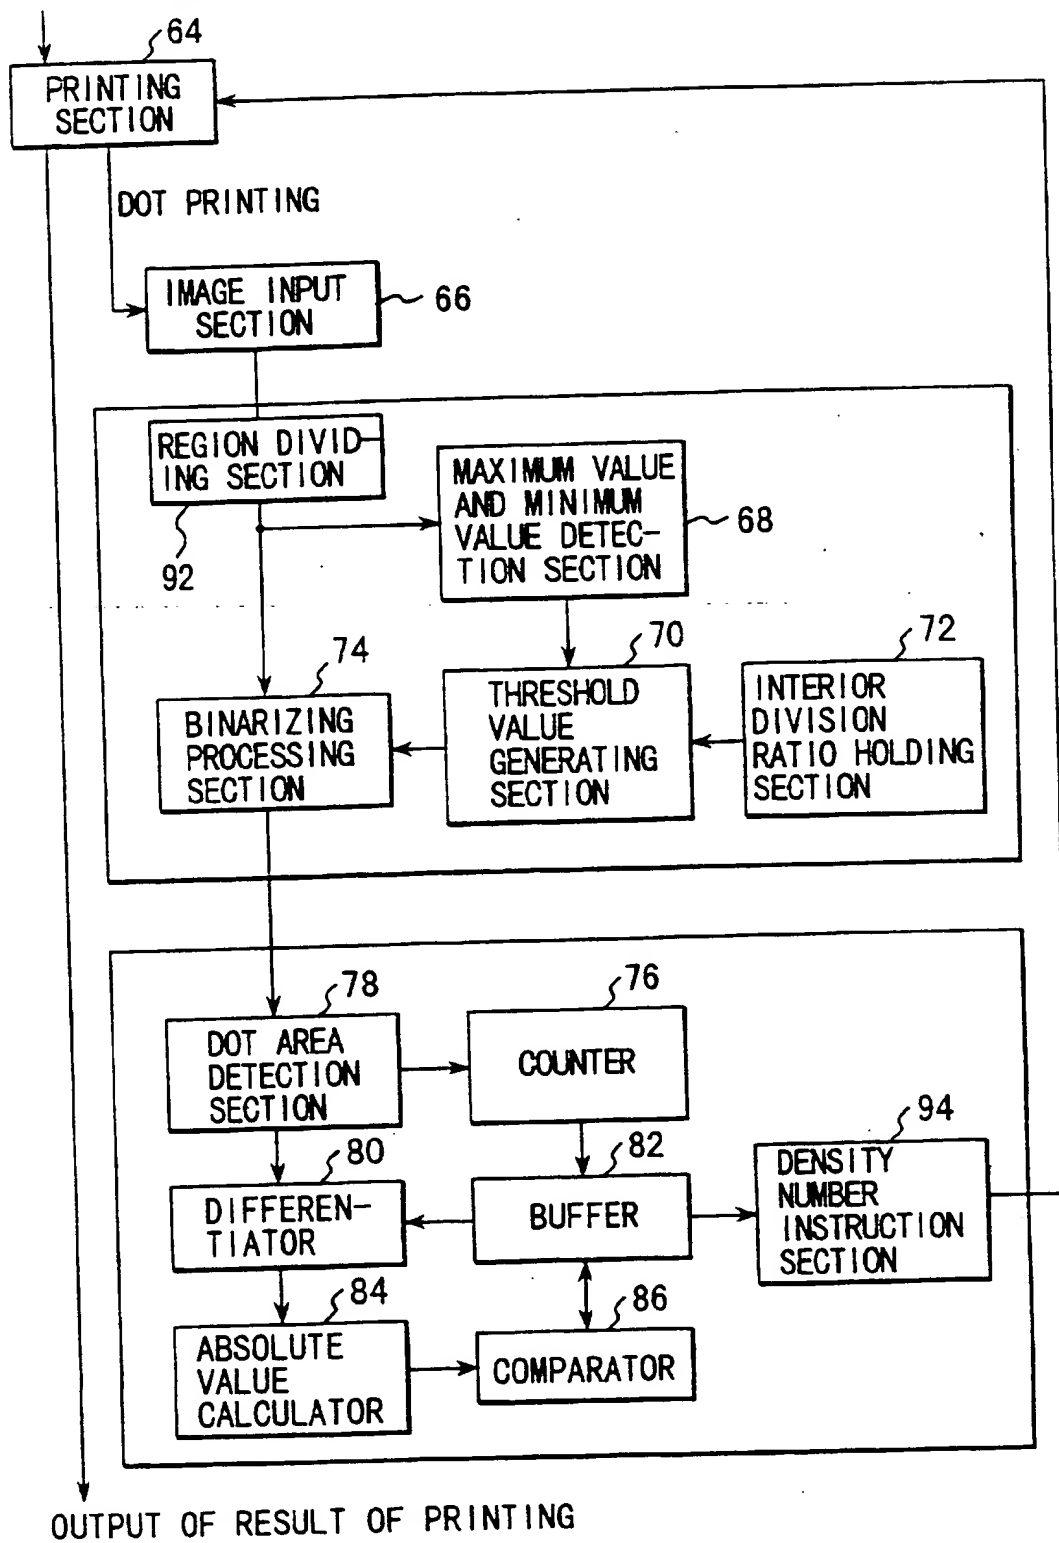 64
PRINTING
SECTION
DOT PRINTING
IMAGE INPUT
SECTION
66
REGION DIVID-
ING SECTION
92
MAXIMUM VALUE
AND MINIMUM
VALUE DETEC-
TION SECTION
68
74
BINARIZING
PROCESSING
SECTION
70
THRESHOLD
VALUE
GENERATING
SECTION
72
INTERIOR
DIVISION
RATIO HOLDING
SECTION
78
DOT AREA
DETECTION
SECTION
76
COUNTER
80
DIFFEREN-
TIATOR
82
BUFFER
94
DENSITY
NUMBER
INSTRUCTION
SECTION
84
ABSOLUTE
VALUE
CALCULATOR
86
COMPARATOR
OUTPUT OF RESULT OF PRINTING